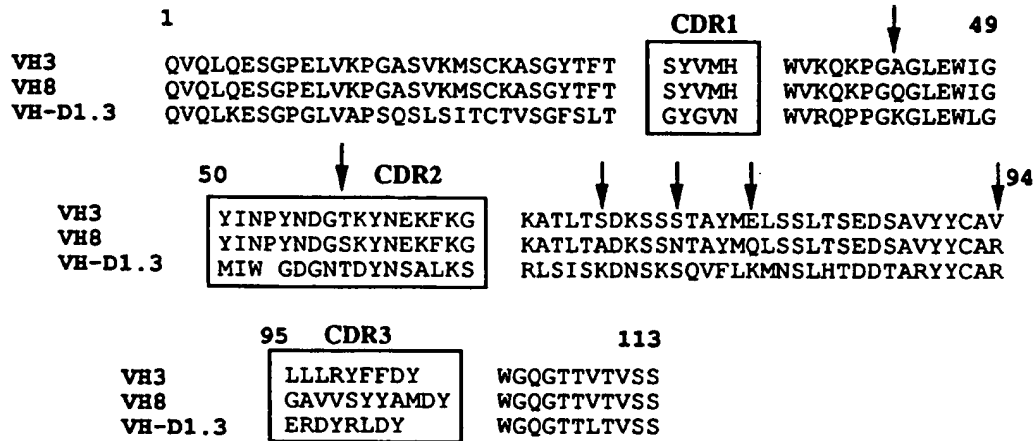 1 CDR1 49
VH3 QVQLQESGPELVKPGASVKMSCKASGYTFT SYVMH WVKQKPGAGLEWIG
VH8 QVQLQESGPELVKPGASVKMSCKASGYTFT SYVMH WVKQKPGQGLEWIG
VH-D1.3 QVQLKESGPGLVAPSQSLSITCTVSGFSLT GYGVN WVRQPPGKGLEWLG
50 CDR2 94
VH3 YINPYNDGTKYNEKFKG KATLTSDKSSSTAYMELSSLTSEDSAVYYCAV
VH8 YINPYNDGSKYNEKFKG KATLTADKSSNTAYMQLSSLTSEDSAVYYCAR
VH-D1.3 MIW GDGNTDYNSALKS RLSISKDNSKSQVFLKMNSLHTDDTARYYCAR
95 CDR3 113
VH3 LLLRYFFDY WGQGTTVTVSS
VH8 GAVVSYYAMDY WGQGTTVTVSS
VH-D1.3 ERDYRLDY WGQGTTLTVSS